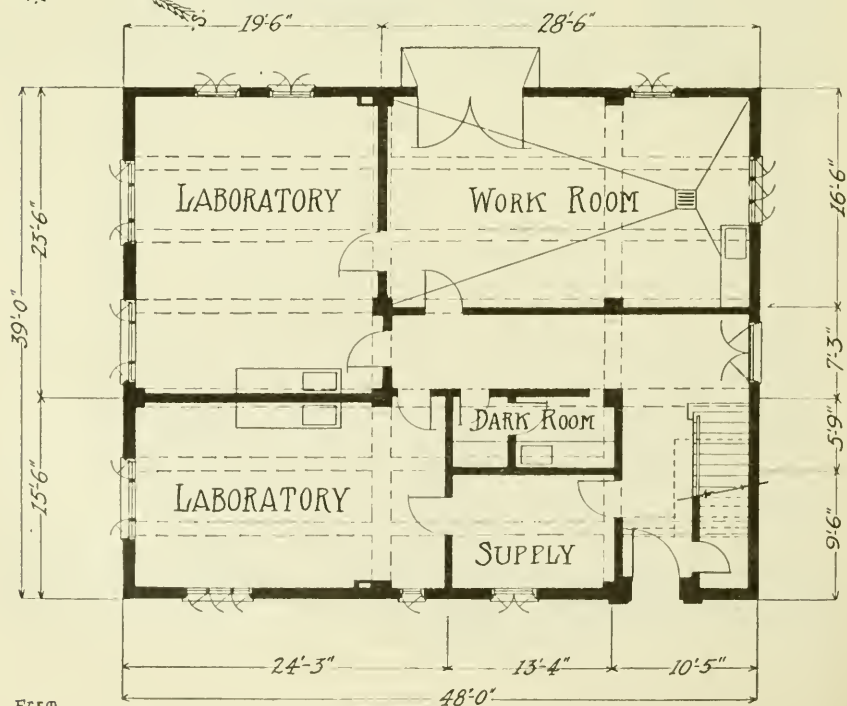 19'-6"
28'-6"
LABORATORY
WORK ROOM
23'-6"
39'-0"
16'-6"
7'-3"
DARK ROOM
5'-9"
LABORATORY
15'-6"
SUPPLY
9'-6"
24'-3"
13'-4"
10'-5"
48'-0"
FEET